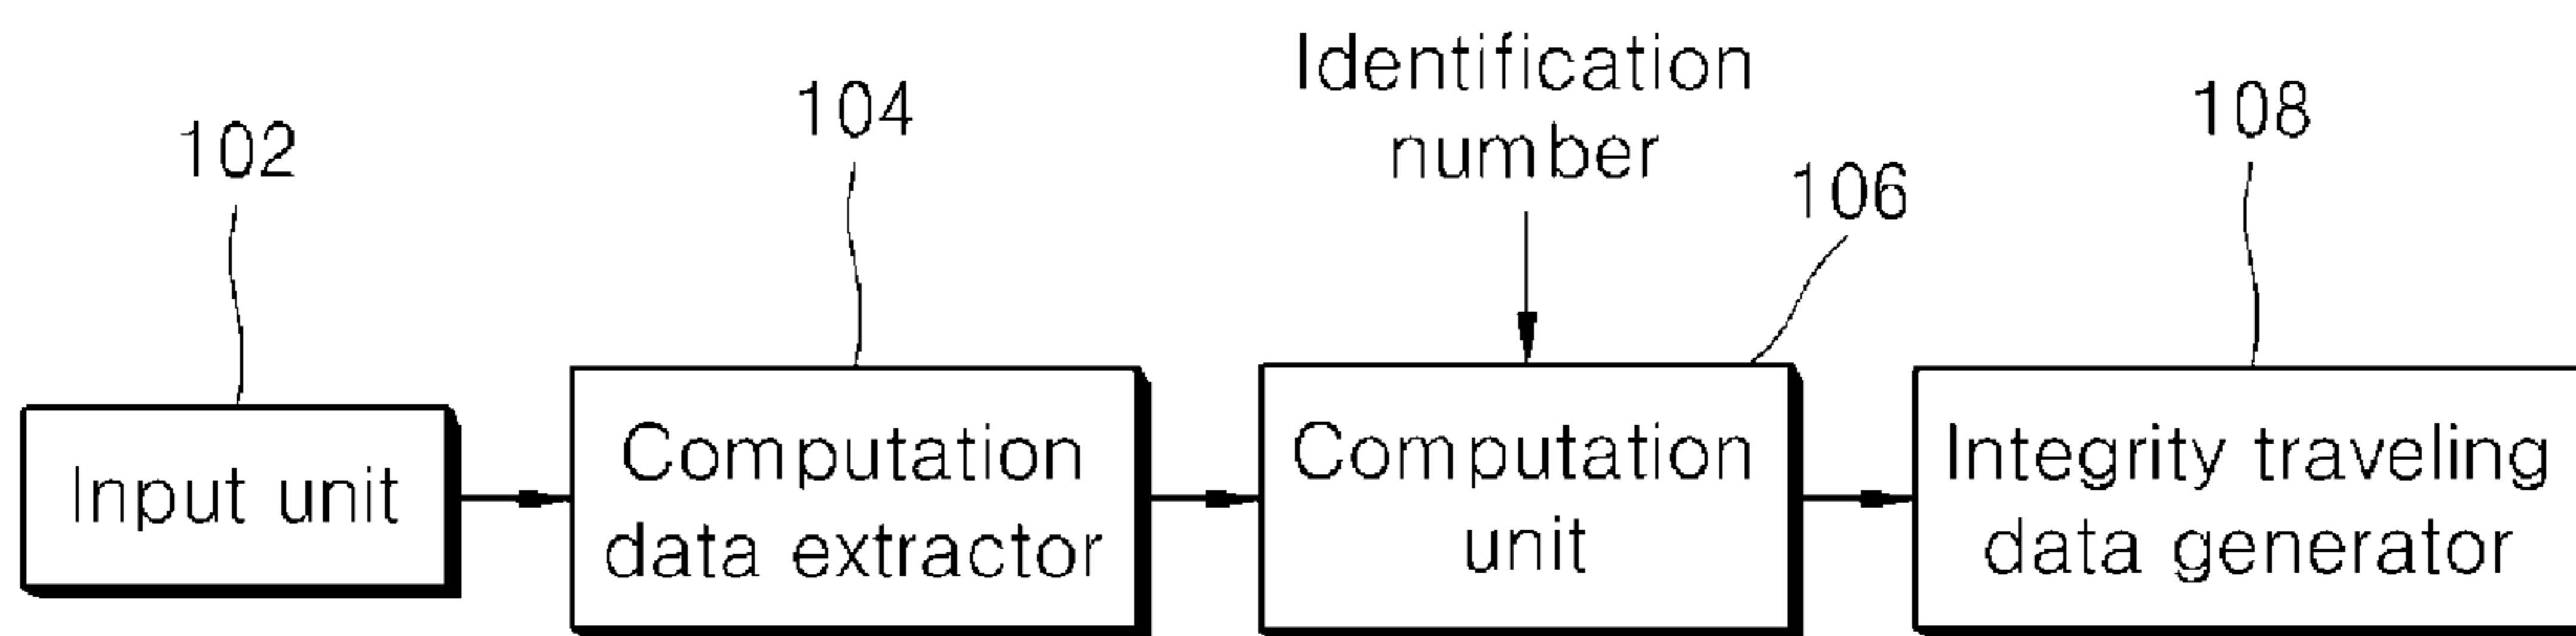 102
104
Identification
number
106
108
Input unit
Computation
data extractor
Computation
unit
Integrity traveling
data generator